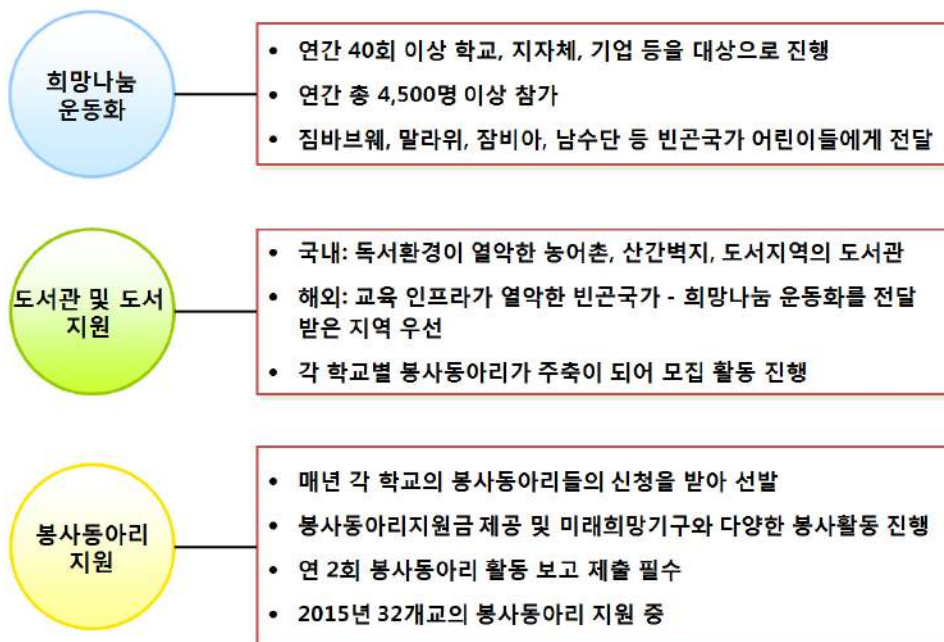 희망나눔
운동화
• 연간 40회 이상 학교, 지자체, 기업 등을 대상으로 진행
• 연간 총 4,500명 이상 참가
• 짐바브웨, 말라위, 잠비아, 남수단 등 빈곤국가 어린이들에게 전달
도서관 및 도서
지원
• 국내: 독서환경이 열악한 농어촌, 산간벽지, 도서지역의 도서관
• 해외: 교육 인프라가 열악한 빈곤국가 - 희망나눔 운동화를 전달
받은 지역 우선
• 각 학교별 봉사동아리가 주축이 되어 모집 활동 진행
봉사동아리
지원
• 매년 각 학교의 봉사동아리들의 신청을 받아 선발
• 봉사동아리지원금 제공 및 미래희망기구와 다양한 봉사활동 진행
• 연 2회 봉사동아리 활동 보고 제출 필수
• 2015년 32개교의 봉사동아리 지원 중